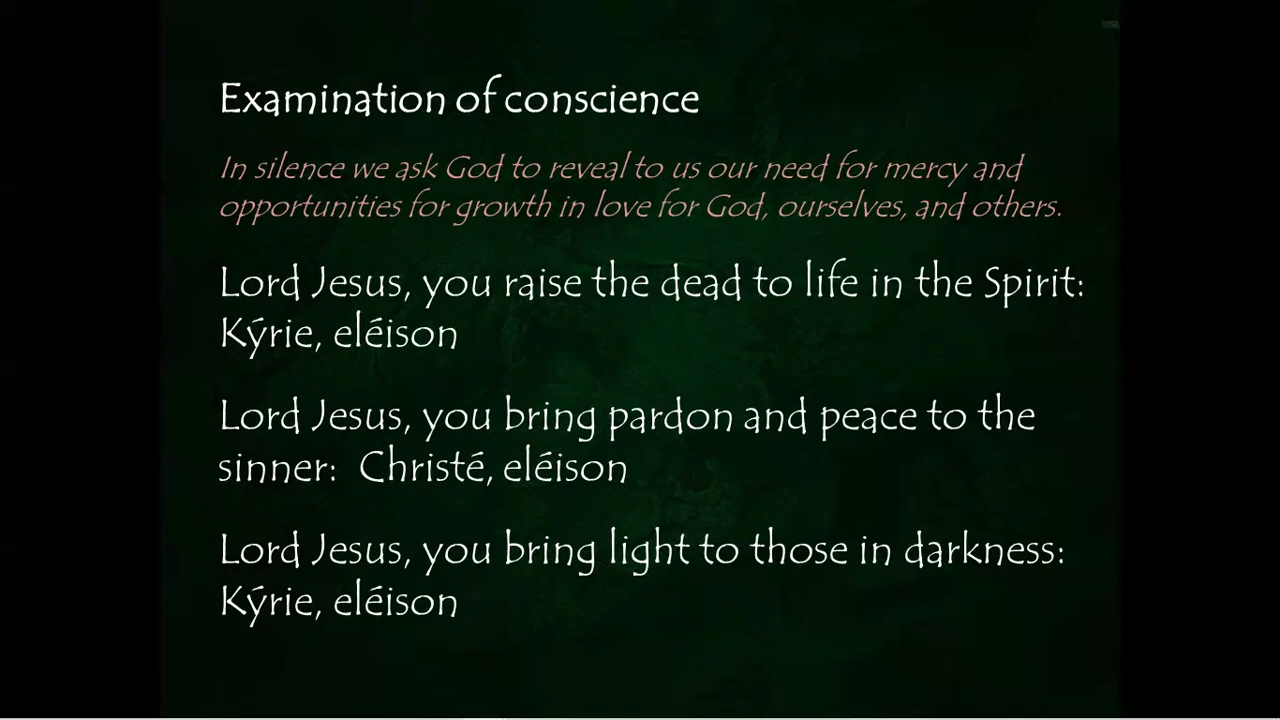 Examination of conscience
In silence we ask God to reveal to us our need for mercy and
opportunities for growth in love for God, ourselves, and others.
Lord Jesus, you raise the dead to life in the Spirit:
Kýrie, eléison
Lord Jesus, you bring pardon and peace to the
sinner:  Christé, eléison
Lord Jesus, you bring light to those in darkness:
Kýrie, eléison